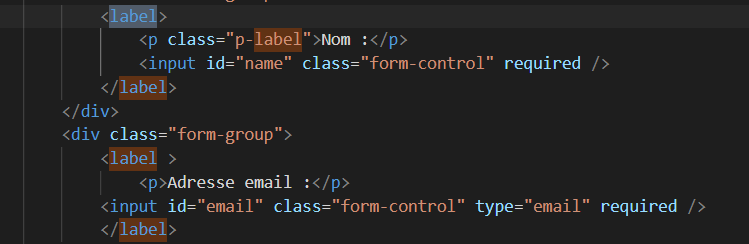 <label>
<p class="p-label">Nom :</p>
<input id="name" class="form-control" required />
</label>
</div>
<div class="form-group">
<label >
<p>Adresse email :</p>
<input id="email" class="form-control" type="email" required />
</label>